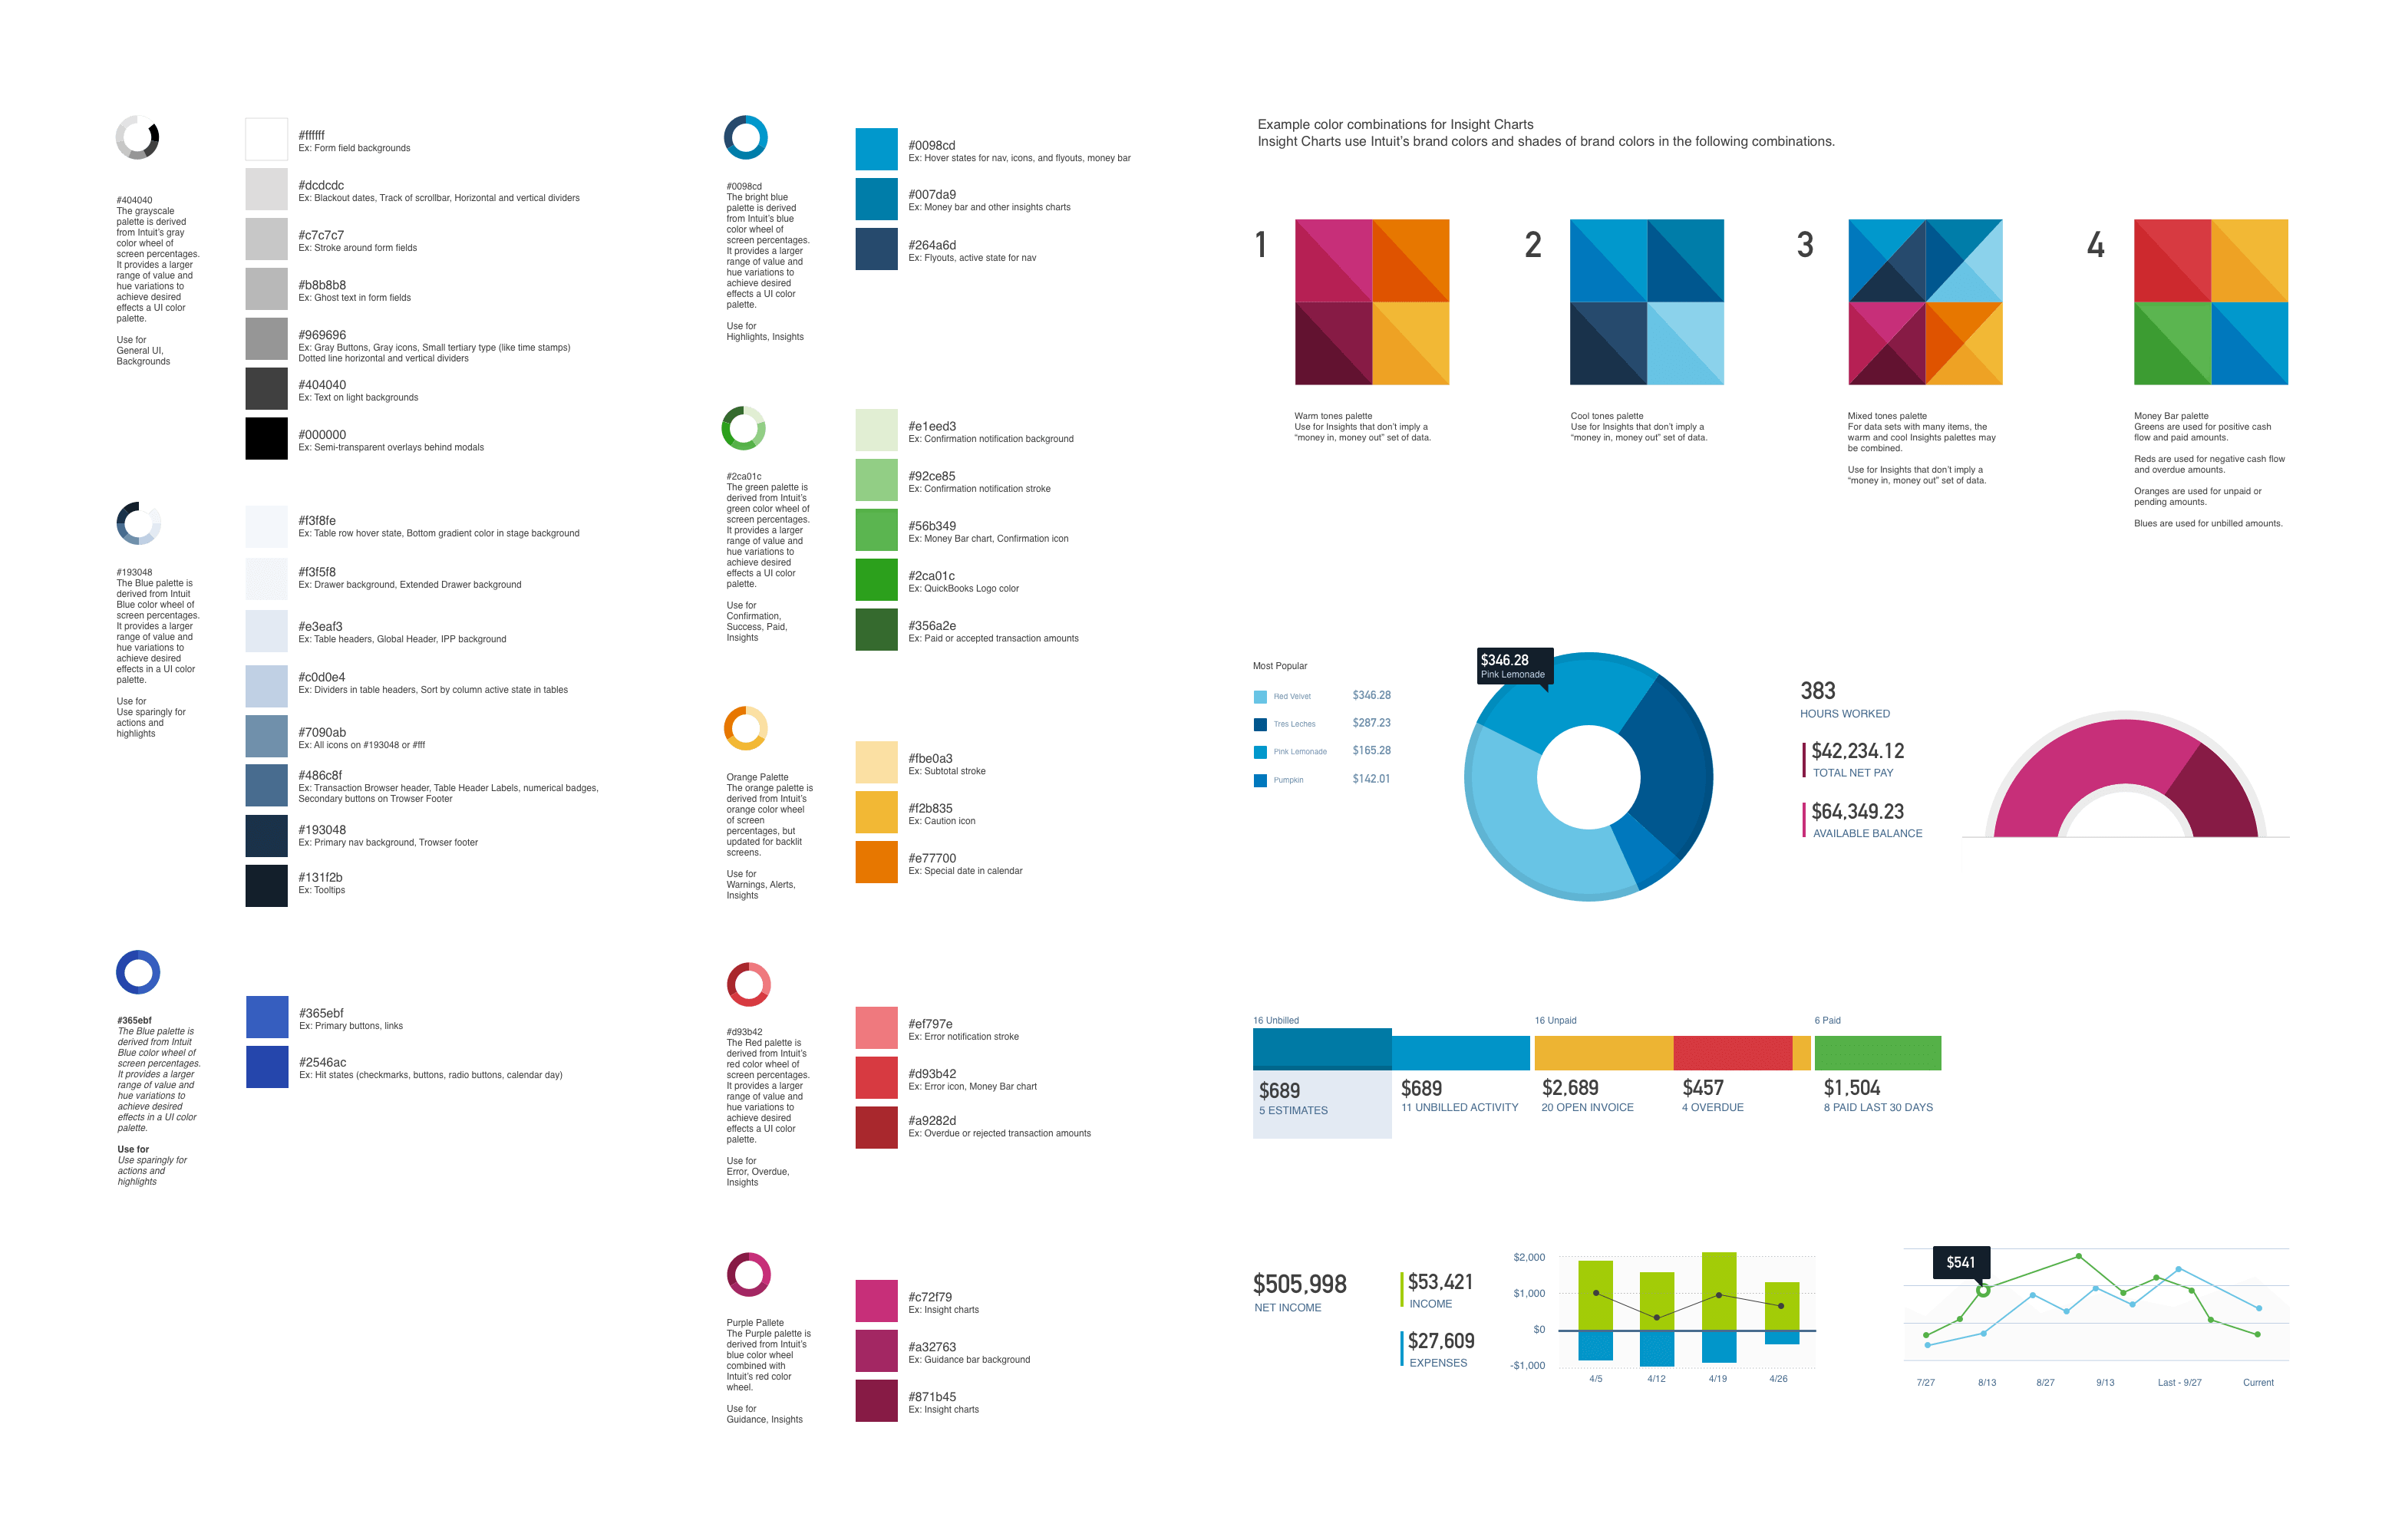 #404040
The grayscale
palette is derived
from Intuit's gray
color wheel of
screen percentages.
It provides a larger
range of value and
hue variations to
achieve desired
effects a UI color
palette.
Use for
General UI,
Backgrounds
#ffffff
Ex: Form field backgrounds
#dcdcdc
Ex: Blackout dates, Track of scrollbar, Horizontal and vertical dividers
#c7c7c7
Ex: Stroke around form fields
#b8b8b8
Ex: Ghost text in form fields
#969696
Ex: Gray Buttons, Gray icons, Small tertiary type (like time stamps)
Dotted line horizontal and vertical dividers
#404040
Ex: Text on light backgrounds
#000000
Ex: Semi-transparent overlays behind modals
#193048
The Blue palette is
derived from Intuit
Blue color wheel of
screen percentages.
It provides a larger
range of value and
hue variations to
achieve desired
effects in a UI color
palette.
Use for
Use sparingly for
actions and
highlights
#f3f8fe
Ex: Table row hover state, Bottom gradient color in stage background
#f3f5f8
Ex: Drawer background, Extended Drawer background
#e3eaf3
Ex: Table headers, Global Header, IPP background
#c0d0e4
Ex: Dividers in table headers, Sort by column active state in tables
#7090ab
Ex: All icons on #193048 or #fff
#486c8f
Ex: Transaction Browser header, Table Header Labels, numerical badges,
Secondary buttons on Trowser Footer
#193048
Ex: Primary nav background, Trowser footer
#131f2b
Ex: Tooltips
#365ebf
The Blue palette is
derived from Intuit
Blue color wheel of
screen percentages.
It provides a larger
range of value and
hue variations to
achieve desired
effects in a UI color
palette.
Use for
Use sparingly for
actions and
highlights
#365ebf
Ex: Primary buttons, links
#2546ac
Ex: Hit states (checkmarks, buttons, radio buttons, calendar day)
#0098cd
The bright blue
palette is derived
from Intuit's blue
color wheel of
screen percentages.
It provides a larger
range of value and
hue variations to
achieve desired
effects a UI color
palette.
Use for
Highlights, Insights
#0098cd
Ex: Hover states for nav, icons, and flyouts, money bar
#007da9
Ex: Money bar and other insights charts
#264a6d
Ex: Flyouts, active state for nav
#2ca01c
The green palette is
derived from Intuit's
green color wheel of
screen percentages.
It provides a larger
range of value and
hue variations to
achieve desired
effects a UI color
palette.
Use for
Confirmation,
Success, Paid,
Insights
#e1eed3
Ex: Confirmation notification background
#92ce85
Ex: Confirmation notification stroke
#56b349
Ex: Money Bar chart, Confirmation icon
#2ca01c
Ex: QuickBooks Logo color
#356a2e
Ex: Paid or accepted transaction amounts
Orange Palette
The orange palette is
derived from Intuit's
orange color wheel
of screen
percentages, but
updated for backlit
screens.
Use for
Warnings, Alerts,
Insights
#fbe0a3
Ex: Subtotal stroke
#f2b835
Ex: Caution icon
#e77700
Ex: Special date in calendar
#d93b42
The Red palette is
derived from Intuit's
red color wheel of
screen percentages.
It provides a larger
range of value and
hue variations to
achieve desired
effects a UI color
palette.
Use for
Error, Overdue,
Insights
#ef797e
Ex: Error notification stroke
#d93b42
Ex: Error icon, Money Bar chart
#a9282d
Ex: Overdue or rejected transaction amounts
Purple Pallete
The Purple palette is
derived from Intuit's
blue color wheel
combined with
Intuit's red color
wheel.
Use for
Guidance, Insights
#c72f79
Ex: Insight charts
#a32763
Ex: Guidance bar background
#871b45
Ex: Insight charts
Example color combinations for Insight Charts
Insight Charts use Intuit's brand colors and shades of brand colors in the following combinations.
1
Warm tones palette
Use for Insights that don't imply a
"money in, money out" set of data.
2
Cool tones palette
Use for Insights that don't imply a
"money in, money out" set of data.
3
Mixed tones palette
For data sets with many items, the
warm and cool Insights palettes may
be combined.
Use for Insights that don't imply a
"money in, money out" set of data.
4
Money Bar palette
Greens are used for positive cash
flow and paid amounts.
Reds are used for negative cash flow
and overdue amounts.
Oranges are used for unpaid or
pending amounts.
Blues are used for unbilled amounts.
Most Popular
Red Velvet $346.28
Tres Leches $287.23
Pink Lemonade $165.28
Pumpkin $142.01
$346.28
Pink Lemonade
383
HOURS WORKED
$42,234.12
TOTAL NET PAY
$64,349.23
AVAILABLE BALANCE
16 Unbilled
16 Unpaid
6 Paid
$689
5 ESTIMATES
$689
11 UNBILLED ACTIVITY
$2,689
20 OPEN INVOICE
$457
4 OVERDUE
$1,504
8 PAID LAST 30 DAYS
$505,998
NET INCOME
$53,421
INCOME
$27,609
EXPENSES
$2,000
$1,000
$0
-$1,000
4/5 4/12 4/19 4/26
$541
7/27 8/13 8/27 9/13 Last - 9/27 Current